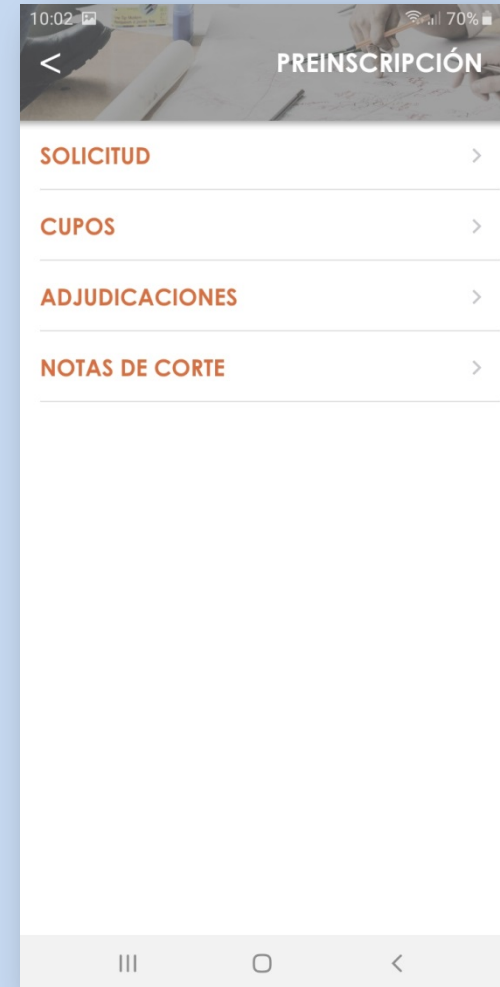 10:02 70%
< PREINSCRIPCIÓN
SOLICITUD >
CUPOS >
ADJUDICACIONES >
NOTAS DE CORTE >